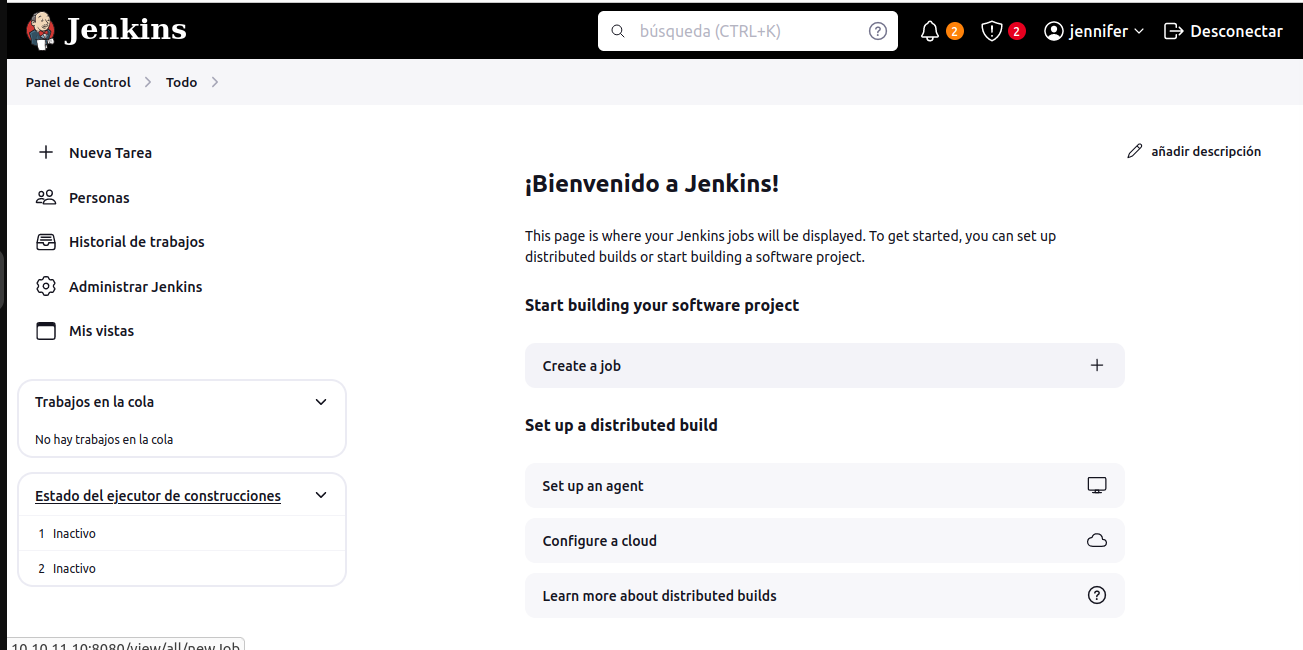 Jenkins
búsqueda (CTRL+K)
2
2
jennifer
Desconectar
Panel de Control
Todo
Nueva Tarea
Personas
Historial de trabajos
Administrar Jenkins
Mis vistas
Trabajos en la cola
No hay trabajos en la cola
Estado del ejecutor de construcciones
1 Inactivo
2 Inactivo
añadir descripción
¡Bienvenido a Jenkins!
This page is where your Jenkins jobs will be displayed. To get started, you can set up
distributed builds or start building a software project.
Start building your software project
Create a job
Set up a distributed build
Set up an agent
Configure a cloud
Learn more about distributed builds
10.10.11.10:8080/view/all/newJob